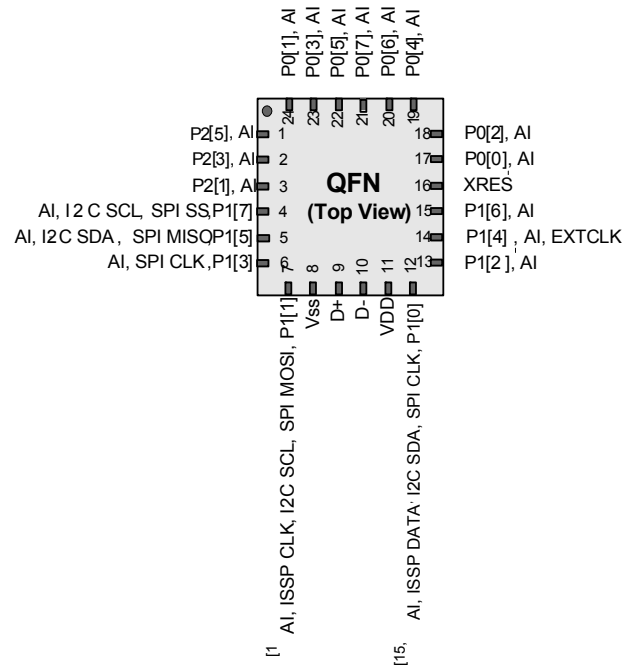 P0[1], AI
P0[3], AI
P0[5], AI
P0[7], AI
P0[6], AI
P0[4], AI
24
23
22
21
20
19
P2[5], AI
1
18
P0[2], AI
P2[3], AI
2
17
P0[0], AI
P2[1], AI
3
QFN
16
XRES
AI, I2C SCL, SPI SS,P1[7]
4
(Top View)
15
P1[6], AI
AI, I2C SDA, SPI MISO,P1[5]
5
14
P1[4] , AI, EXTCLK
AI, SPI CLK,P1[3]
6
13
P1[2], AI
7
8
9
10
11
12
AI, ISSP CLK, I2C SCL, SPI MOSI, P1[1]
Vss
D+
D-
VDD
AI, ISSP DATA, I2C SDA, SPI CLK, P1[0]
[1
[15,